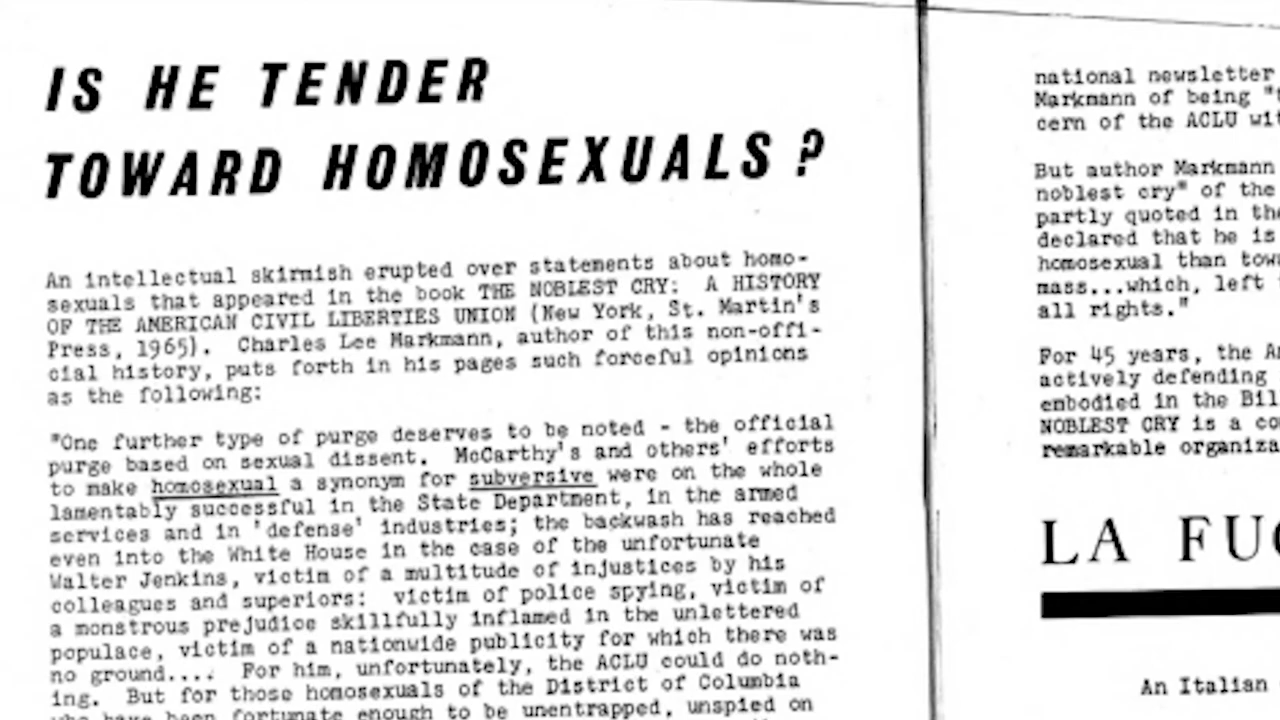 IS HE TENDER
TOWARD HOMOSEXUALS?
An intellectual skirmish erupted over statements about homo-
sexuals that appeared in the book THE NOBLEST CRY: A HISTORY
OF THE AMERICAN CIVIL LIBERTIES UNION (New York, St. Martin's
Press, 1965). Charles Lee Markmann, author of this non-offi-
cial history, puts forth in his pages such forceful opinions
as the following:
"One further type of purge deserves to be noted - the official
purge based on sexual dissent. McCarthy's and others' efforts
to make homosexual a synonym for subversive were on the whole
lamentably successful in the State Department, in the armed
services and in 'defense' industries; the backwash has reached
even into the White House in the case of the unfortunate
Walter Jenkins, victim of a multitude of injustices by his
colleagues and superiors: victim of police spying, victim of
a monstrous prejudice skillfully inflamed in the unlettered
populace, victim of a nationwide publicity for which there was
no ground.... For him, unfortunately, the ACLU could do noth-
ing. But for those homosexuals of the District of Columbia
who have been fortunate enough to be unentrapped, unspied on
national newsletter
Markmann of being "t
cern of the ACLU wit
But author Markmann
noblest cry" of the
partly quoted in the
declared that he is
homosexual than tow
mass...which, left
all rights."
For 45 years, the A
actively defending
embodied in the Bil
NOBLEST CRY is a co
remarkable organiza
LA FU
An Italian